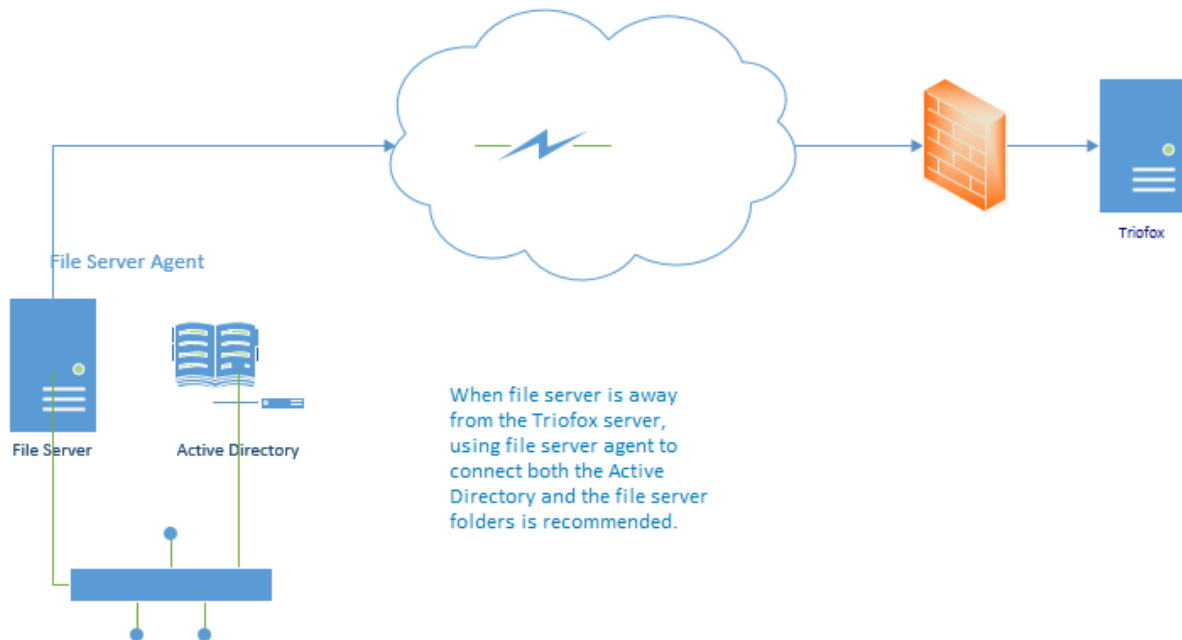 Triofox
File Server Agent
File Server
Active Directory
When file server is away
from the Triofox server,
using file server agent to
connect both the Active
Directory and the file server
folders is recommended.